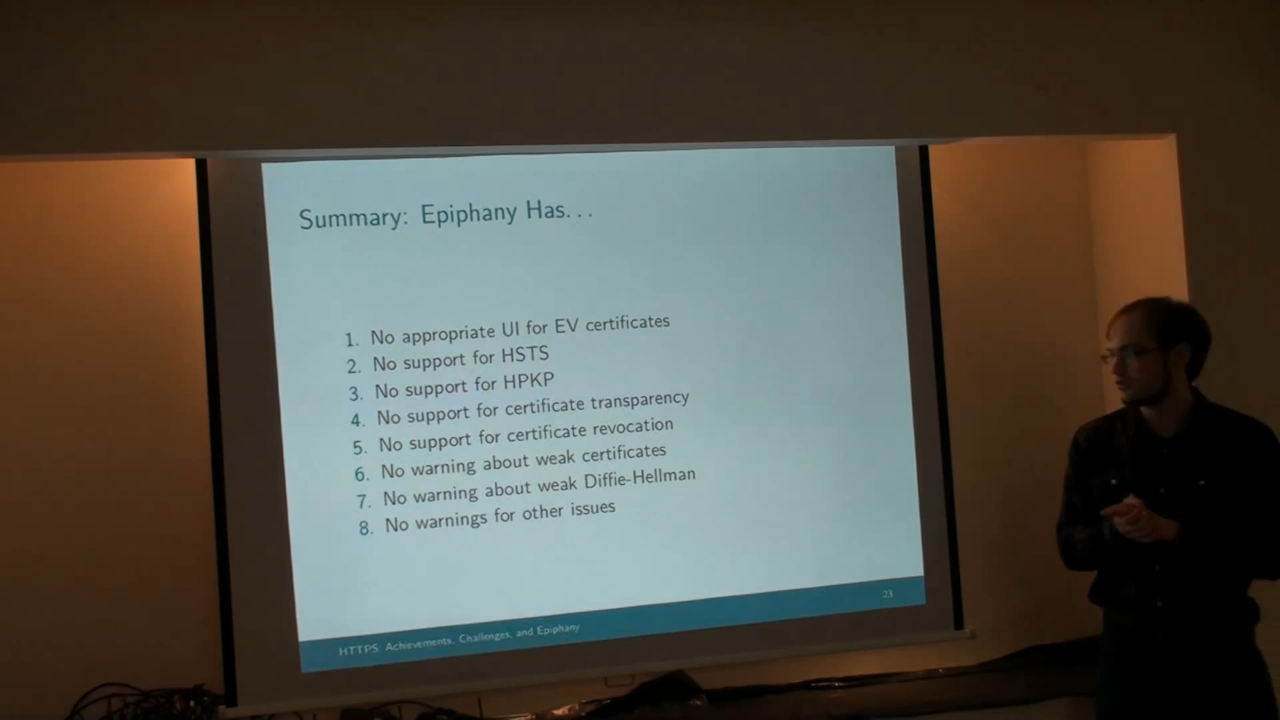 Summary: Epiphany Has. . .
1. No appropriate UI for EV certificates
2. No support for HSTS
3. No support for HPKP
4. No support for certificate transparency
5. No support for certificate revocation
6. No warning about weak certificates
7. No warning about weak Diffie-Hellman
8. No warnings for other issues
23
HTTPS: Achievements, Challenges, and Epiphany